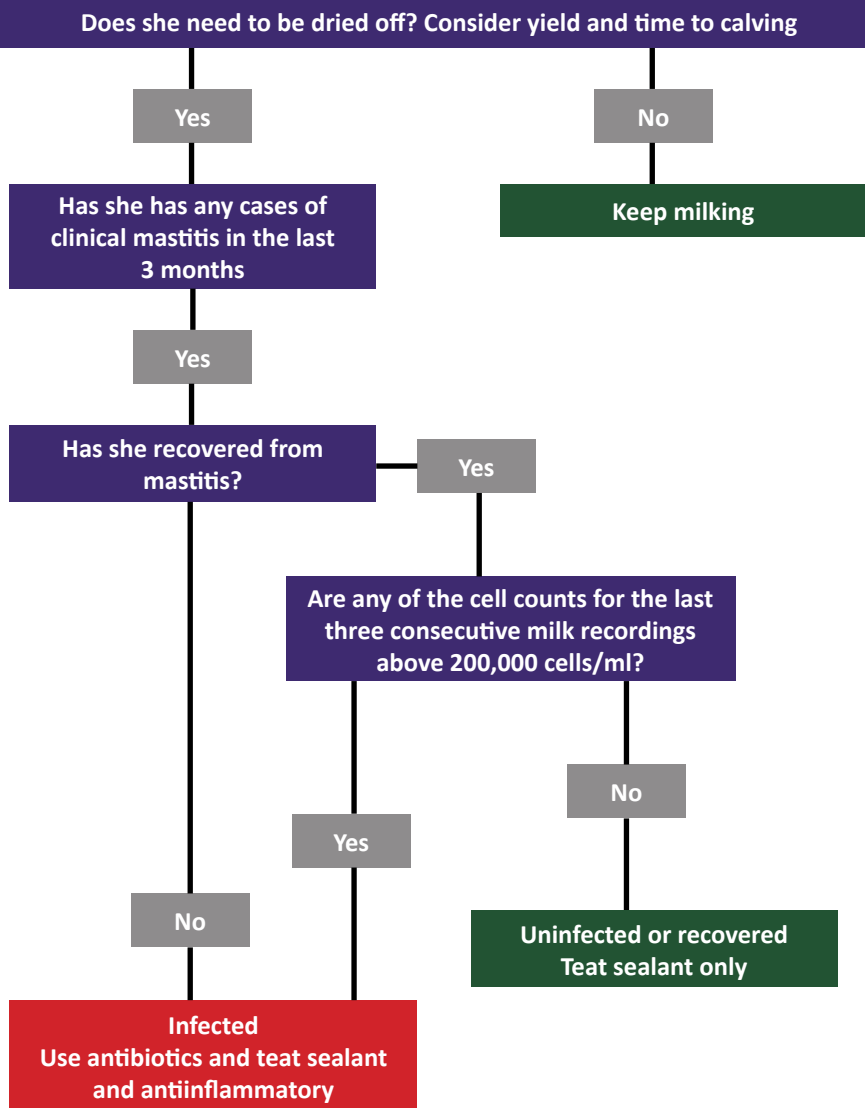 Does she need to be dried off? Consider yield and time to calving
Yes
No
Has she has any cases of
clinical mastitis in the last
3 months
Keep milking
Yes
Has she recovered from
mastitis?
Yes
Are any of the cell counts for the last
three consecutive milk recordings
above 200,000 cells/ml?
No
Yes
No
Uninfected or recovered
Teat sealant only
Infected
Use antibiotics and teat sealant
and antiinflammatory